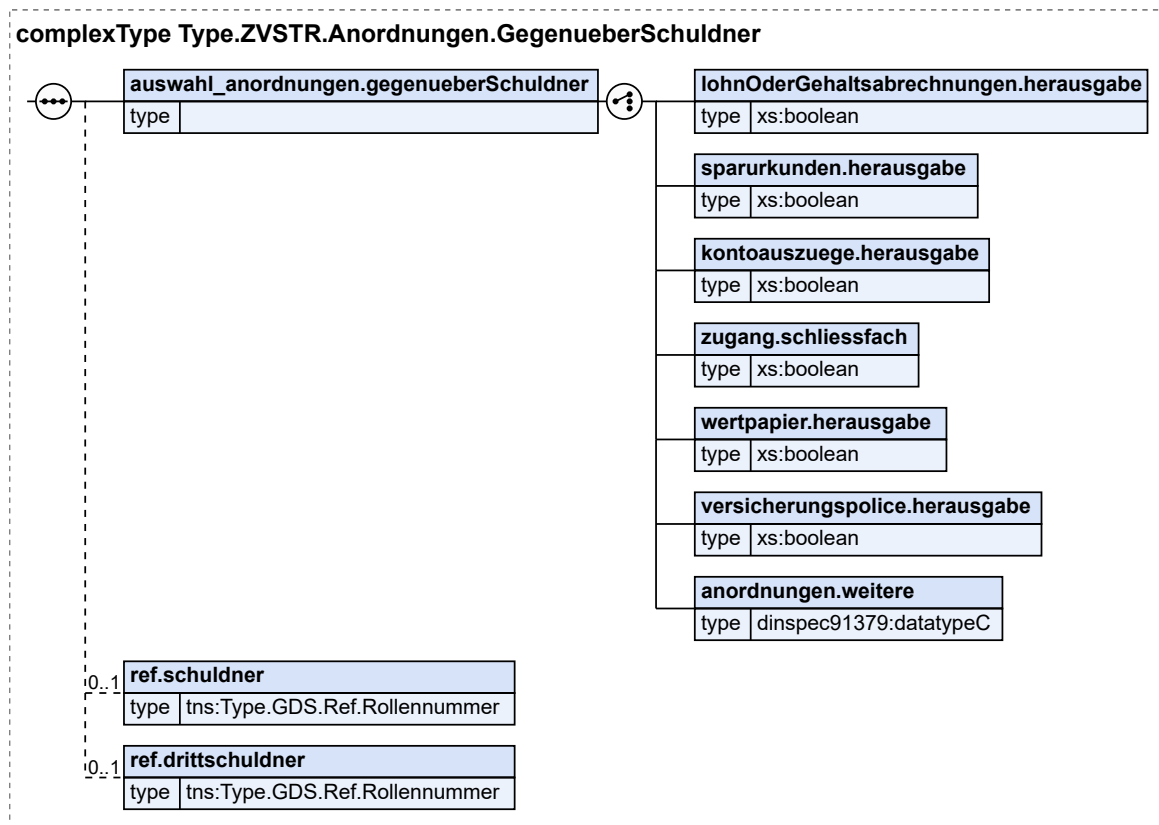 complexType Type.ZVSTR.Anordnungen.GegenueberSchuldner
auswahl_anordnungen.gegenueberSchuldner
type
lohnOderGehaltsabrechnungen.herausgabe
type xs:boolean
sparurkunden.herausgabe
type xs:boolean
kontoauszuege.herausgabe
type xs:boolean
zugang.schliessfach
type xs:boolean
wertpapier.herausgabe
type xs:boolean
versicherungspolice.herausgabe
type xs:boolean
anordnungen.weitere
type dinspec91379:datatypeC
0..1
ref.schuldner
type tns:Type.GDS.Ref.Rollennummer
0..1
ref.drittschuldner
type tns:Type.GDS.Ref.Rollennummer